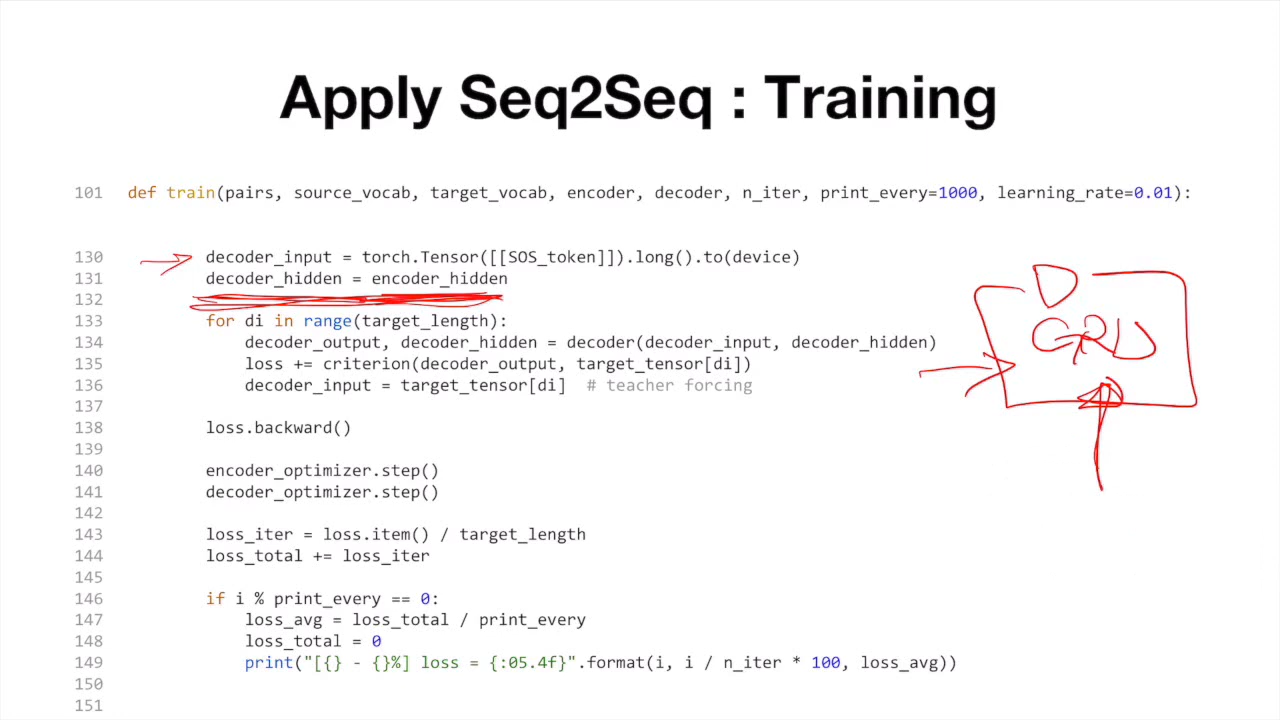 Apply Seq2Seq : Training
101 def train(pairs, source_vocab, target_vocab, encoder, decoder, n_iter, print_every=1000, learning_rate=0.01):
130 decoder_input = torch.Tensor([[SOS_token]]).long().to(device)
131 decoder_hidden = encoder_hidden
132
133 for di in range(target_length):
134 decoder_output, decoder_hidden = decoder(decoder_input, decoder_hidden)
135 loss += criterion(decoder_output, target_tensor[di])
136 decoder_input = target_tensor[di]  # teacher forcing
137
138 loss.backward()
139
140 encoder_optimizer.step()
141 decoder_optimizer.step()
142
143 loss_iter = loss.item() / target_length
144 loss_total += loss_iter
145
146 if i % print_every == 0:
147 loss_avg = loss_total / print_every
148 loss_total = 0
149 print("[{} - {}%] loss = {:05.4f}".format(i, i / n_iter * 100, loss_avg))
150
151
D
GRU